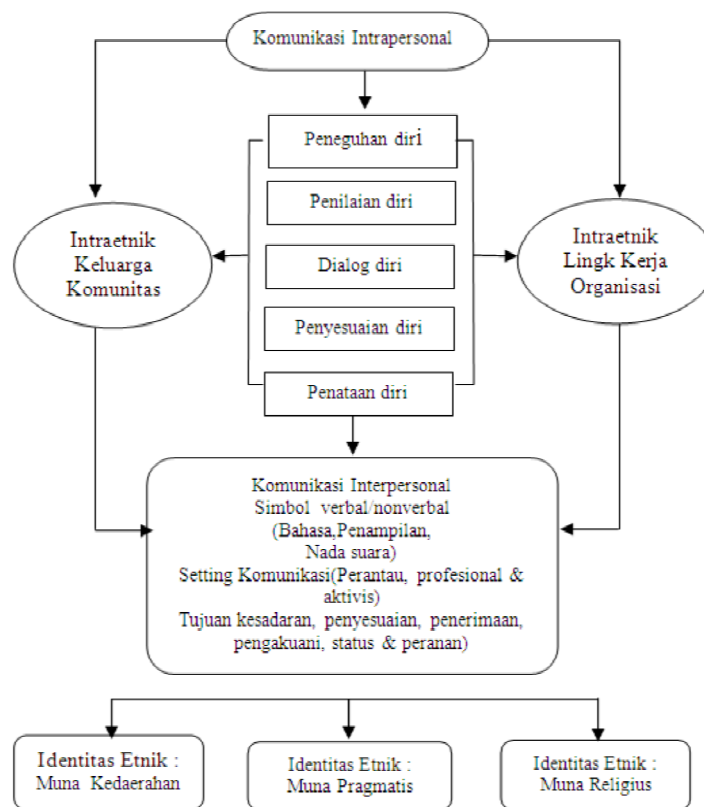 Komunikasi Intrapersonal
Peneguhan diri
Penilaian diri
Dialog diri
Penyesuaian diri
Penataan diri
Intraetnik
Keluarga
Komunitas
Intraetnik
Lingk Kerja
Organisasi
Komunikasi Interpersonal
Simbol verbal/nonverbal
(Bahasa,Penampilan,
Nada suara)
Setting Komunikasi(Perantau, profesional &
aktivis)
Tujuan kesadaran, penyesuaian, penerimaan,
pengakuani, status & peranan)
Identitas Etnik :
Muna Kedaerahan
Identitas Etnik :
Muna Pragmatis
Identitas Etnik :
Muna Religius